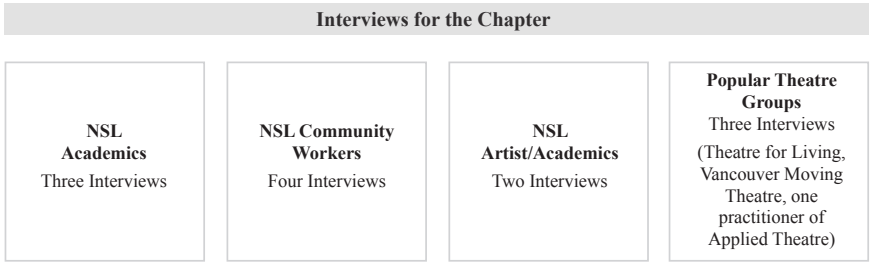 Interviews for the Chapter
NSL
Academics
Three Interviews
NSL Community
Workers
Four Interviews
NSL
Artist/Academics
Two Interviews
Popular Theatre
Groups
Three Interviews
(Theatre for Living,
Vancouver Moving
Theatre, one
practitioner of
Applied Theatre)